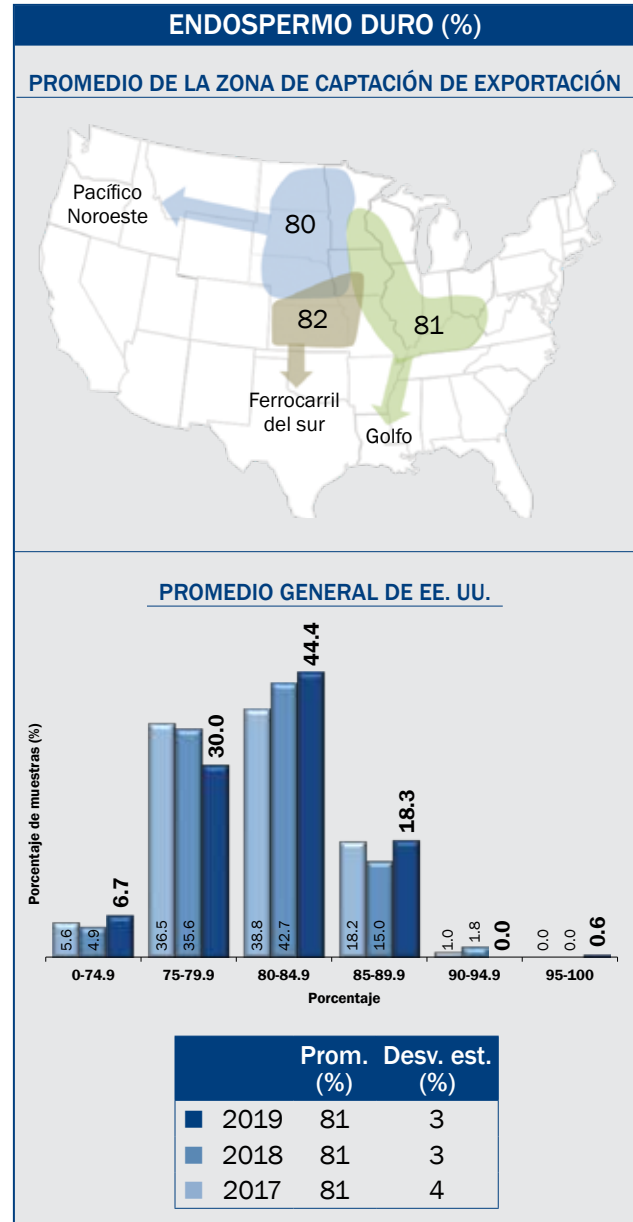 ENDOSPERMO DURO (%)
PROMEDIO DE LA ZONA DE CAPTACIÓN DE EXPORTACIÓN
Pacífico
Noroeste
80
82
81
Ferrocarril
del sur
Golfo
PROMEDIO GENERAL DE EE. UU.
Porcentaje de muestras (%)
5.6
4.9
6.7
36.5
35.6
30.0
38.8
42.7
44.4
18.2
15.0
18.3
1.0
1.8
0.0
0.0
0.0
0.6
0-74.9 75-79.9 80-84.9 85-89.9 90-94.9 95-100
Porcentaje
Prom. Desv. est.
(%) (%)
2019 81 3
2018 81 3
2017 81 4